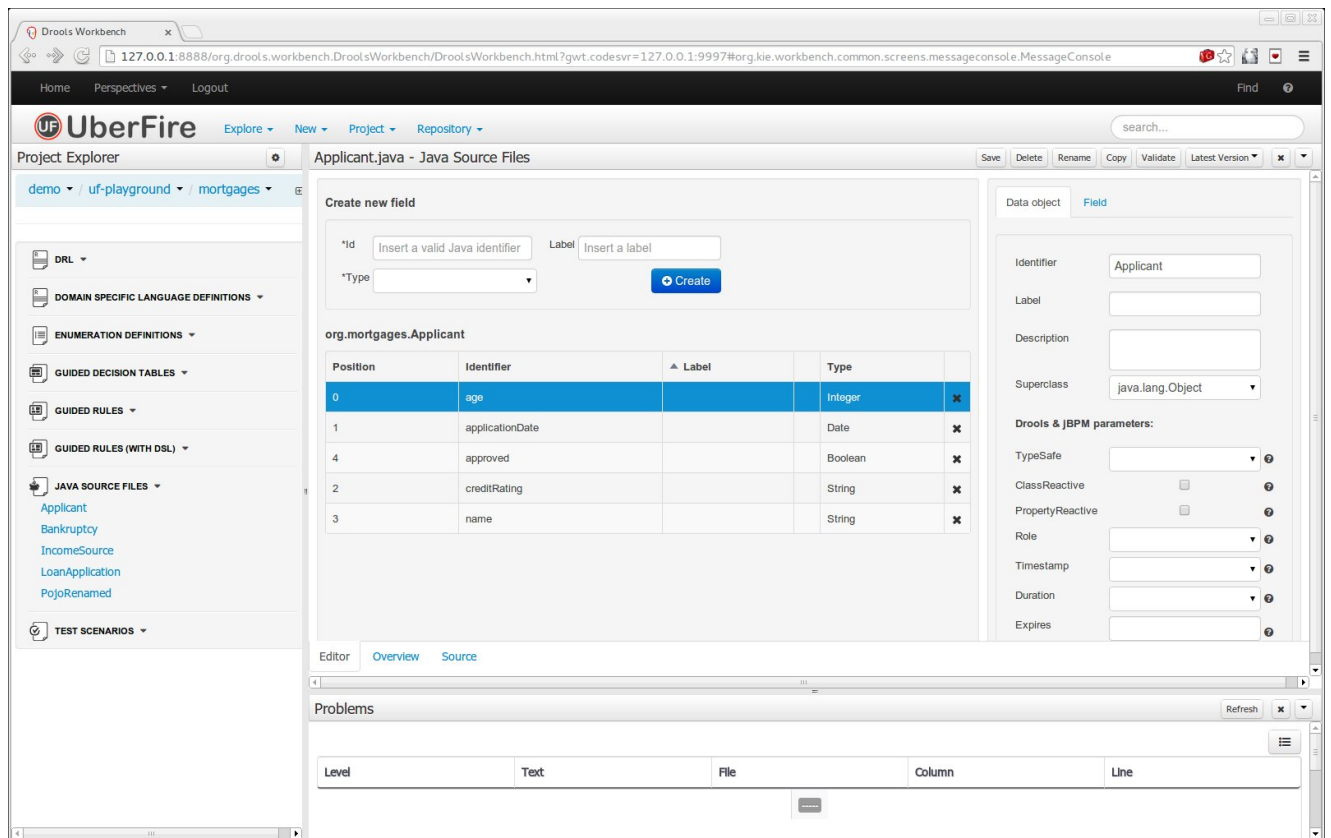 Drools Workbench
127.0.0.1:8888/org.drools.workbench.DroolsWorkbench/DroolsWorkbench.html?gwt.codesvr=127.0.0.1:9997#org.kie.workbench.common.screens.messageconsole.MessageConsole
Home Perspectives Logout Find
UF UberFire Explore New Project Repository search...
Project Explorer
demo / uf-playground / mortgages
DRL
DOMAIN SPECIFIC LANGUAGE DEFINITIONS
ENUMERATION DEFINITIONS
GUIDED DECISION TABLES
GUIDED RULES
GUIDED RULES (WITH DSL)
JAVA SOURCE FILES
Applicant
Bankruptcy
IncomeSource
LoanApplication
PojoRenamed
TEST SCENARIOS
Applicant.java - Java Source Files Save Delete Rename Copy Validate Latest Version
Create new field
*Id Insert a valid Java identifier Label Insert a label
*Type Create
org.mortgages.Applicant
Position Identifier Label Type
0 age Integer
1 applicationDate Date
4 approved Boolean
2 creditRating String
3 name String
Data object Field
Identifier Applicant
Label
Description
Superclass java.lang.Object
Drools & jBPM parameters:
TypeSafe
ClassReactive
PropertyReactive
Role
Timestamp
Duration
Expires
Editor Overview Source
Problems Refresh
Level Text File Column Line